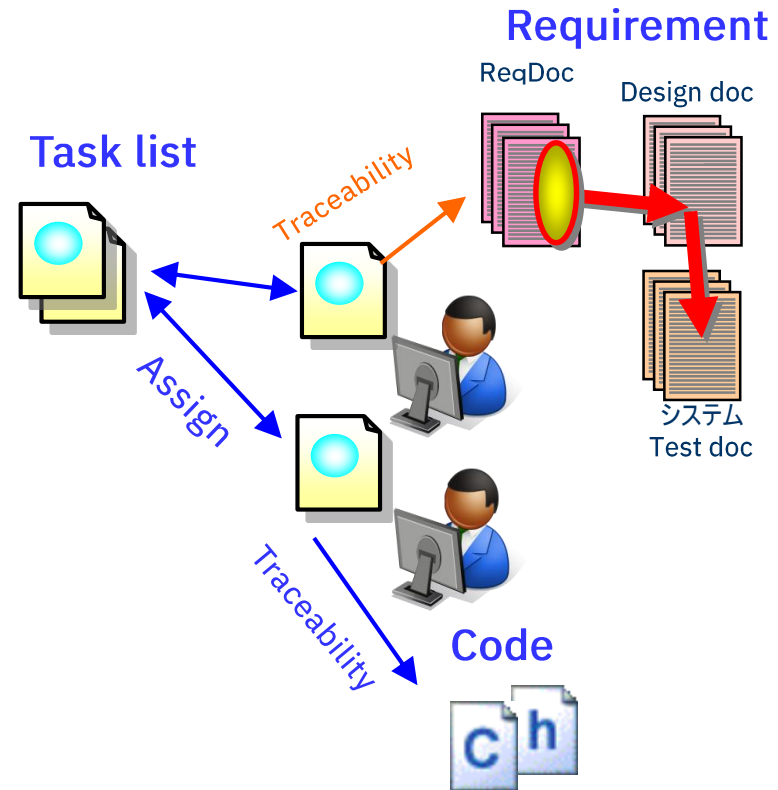 Requirement
ReqDoc
Design doc
Task list
Traceability
Assign
システム
Test doc
Traceability
Code
C
h